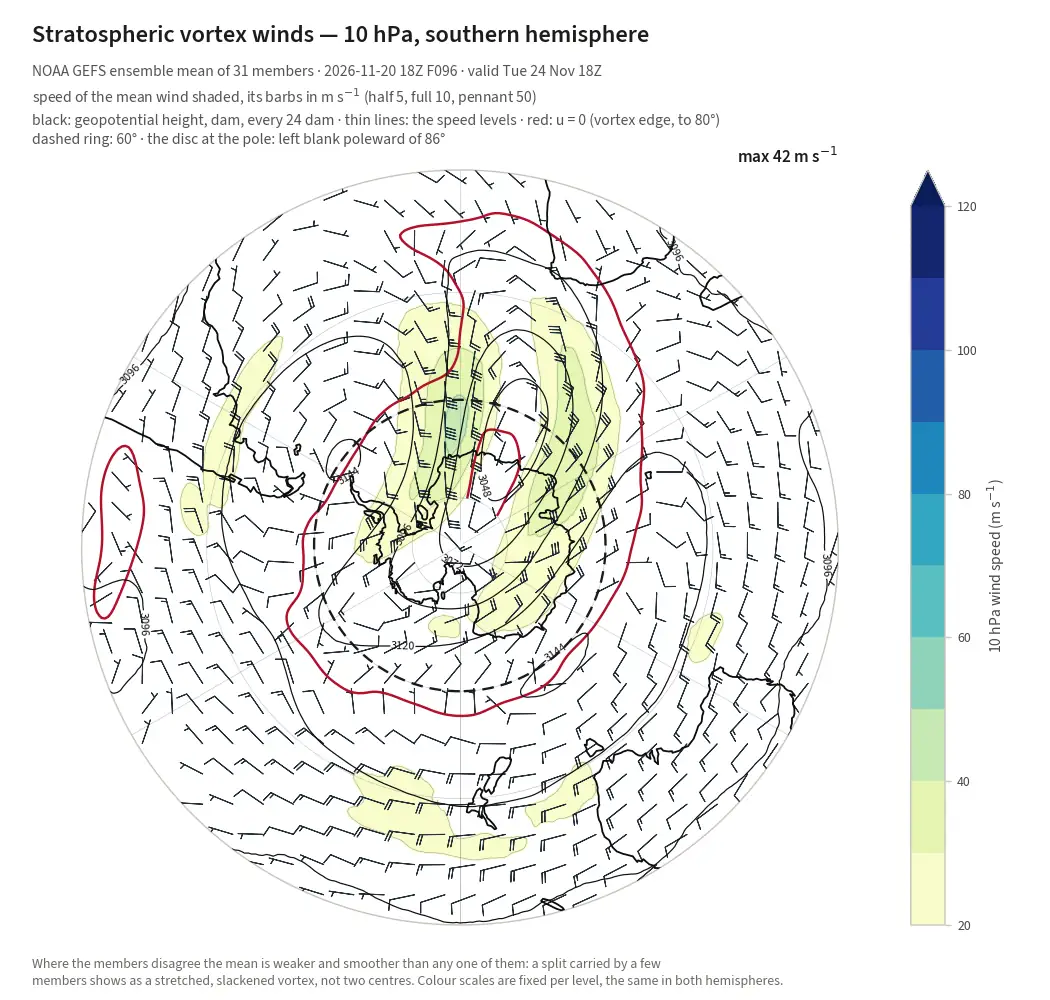 Stratospheric vortex winds — 10 hPa, southern hemisphere
NOAA GEFS ensemble mean of 31 members · 2026-11-20 18Z F096 · valid Tue 24 Nov 18Z
speed of the mean wind shaded, its barbs in m s⁻¹ (half 5, full 10, pennant 50)
black: geopotential height, dam, every 24 dam · thin lines: the speed levels · red: u = 0 (vortex edge, to 80°)
dashed ring: 60° · the disc at the pole: left blank poleward of 86°
max 42 m s⁻¹
120
100
80
60
40
20
10 hPa wind speed (m s⁻¹)
3096
3096
3048
3096
3096
3120
3144
Where the members disagree the mean is weaker and smoother than any one of them: a split carried by a few
members shows as a stretched, slackened vortex, not two centres. Colour scales are fixed per level, the same in both hemispheres.